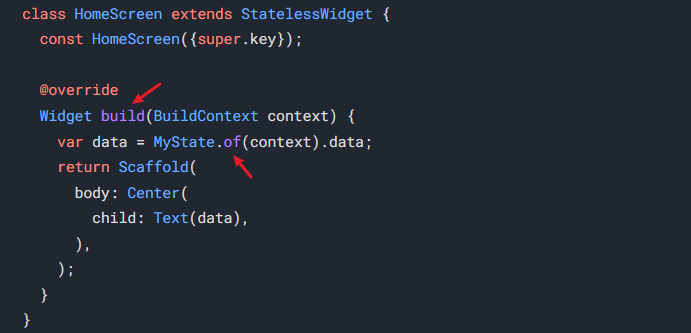 class HomeScreen extends StatelessWidget {
  const HomeScreen({super.key});

  @override
  Widget build(BuildContext context) {
    var data = MyState.of(context).data;
    return Scaffold(
      body: Center(
        child: Text(data),
      ),
    );
  }
}